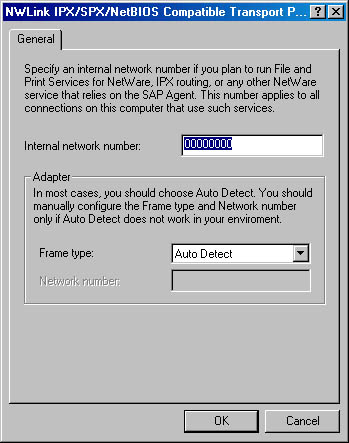 NWLink IPX/SPX/NetBIOS Compatible Transport P...
General
Specify an internal network number if you plan to run File and
Print Services for NetWare, IPX routing, or any other NetWare
service that relies on the SAP Agent. This number applies to all
connections on this computer that use such services.
Internal network number:
00000000
Adapter
In most cases, you should choose Auto Detect. You should
manually configure the Frame type and Network number
only if Auto Detect does not work in your enviroment.
Frame type:
Auto Detect
Network number:
OK
Cancel